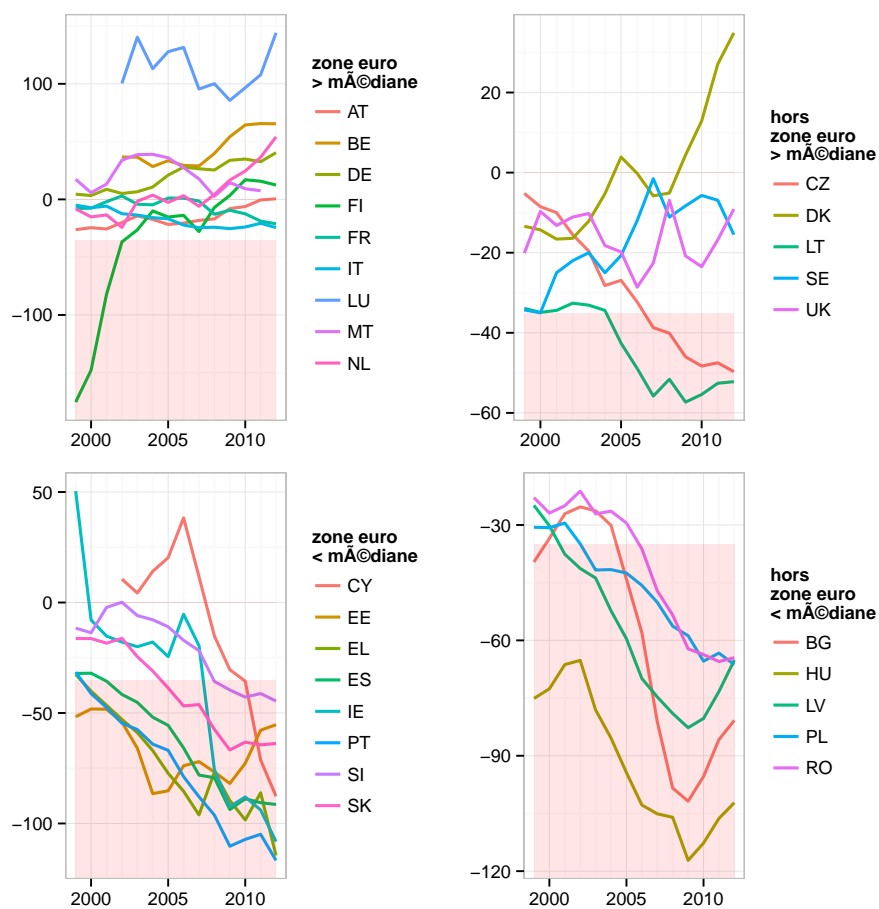 100
0
−100
2000
2005
2010
zone euro
> mÃ©diane
AT
BE
DE
FI
FR
IT
LU
MT
NL
20
0
−20
−40
−60
2000
2005
2010
hors
zone euro
> mÃ©diane
CZ
DK
LT
SE
UK
50
0
−50
−100
2000
2005
2010
zone euro
< mÃ©diane
CY
EE
EL
ES
IE
PT
SI
SK
−30
−60
−90
−120
2000
2005
2010
hors
zone euro
< mÃ©diane
BG
HU
LV
PL
RO